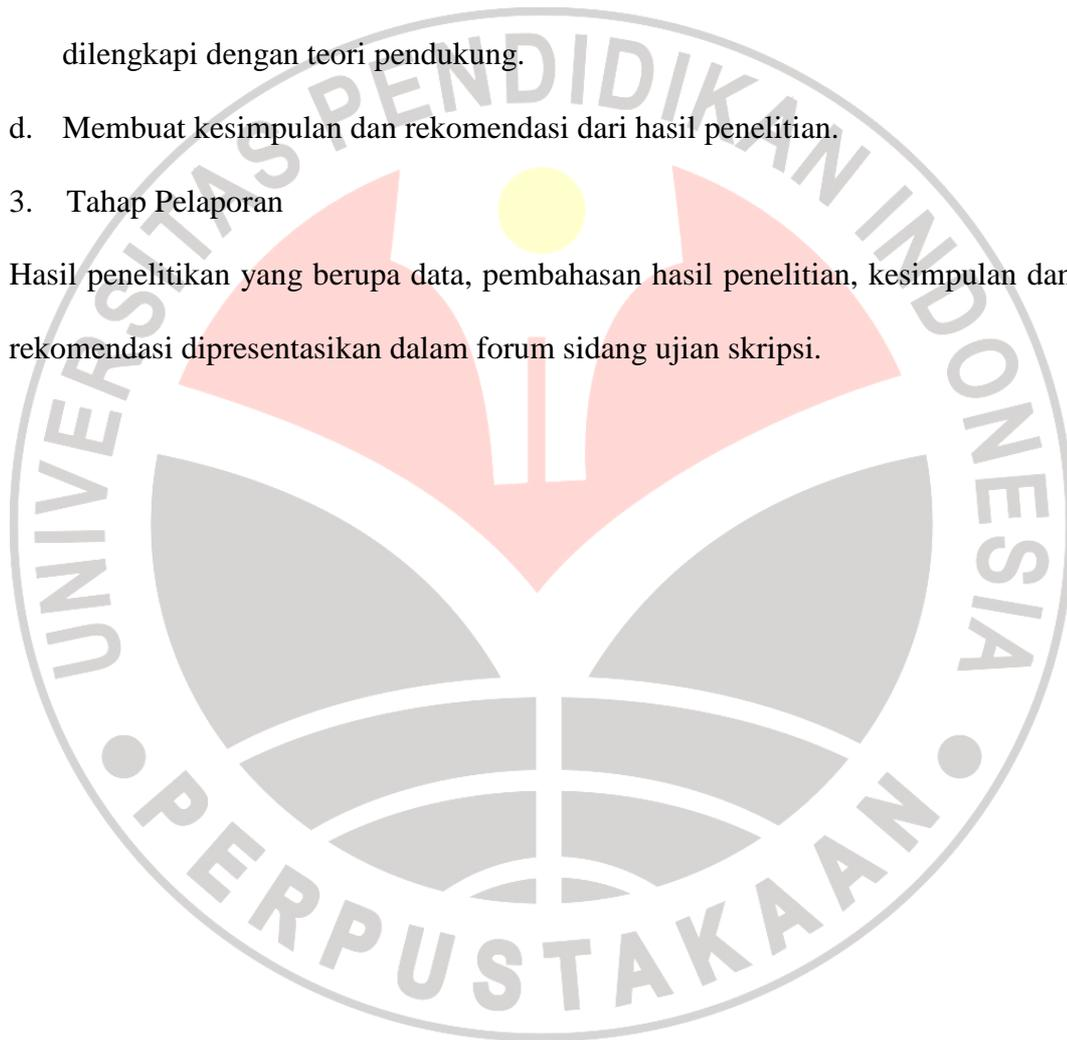 dilengkapi dengan teori pendukung.
d. Membuat kesimpulan dan rekomendasi dari hasil penelitian.
3. Tahap Pelaporan
Hasil penelitikan yang berupa data, pembahasan hasil penelitian, kesimpulan dan
rekomendasi dipresentasikan dalam forum sidang ujian skripsi.
UNIVERSITAS PENDIDIKAN INDONESIA
PERPUSTAKAAN